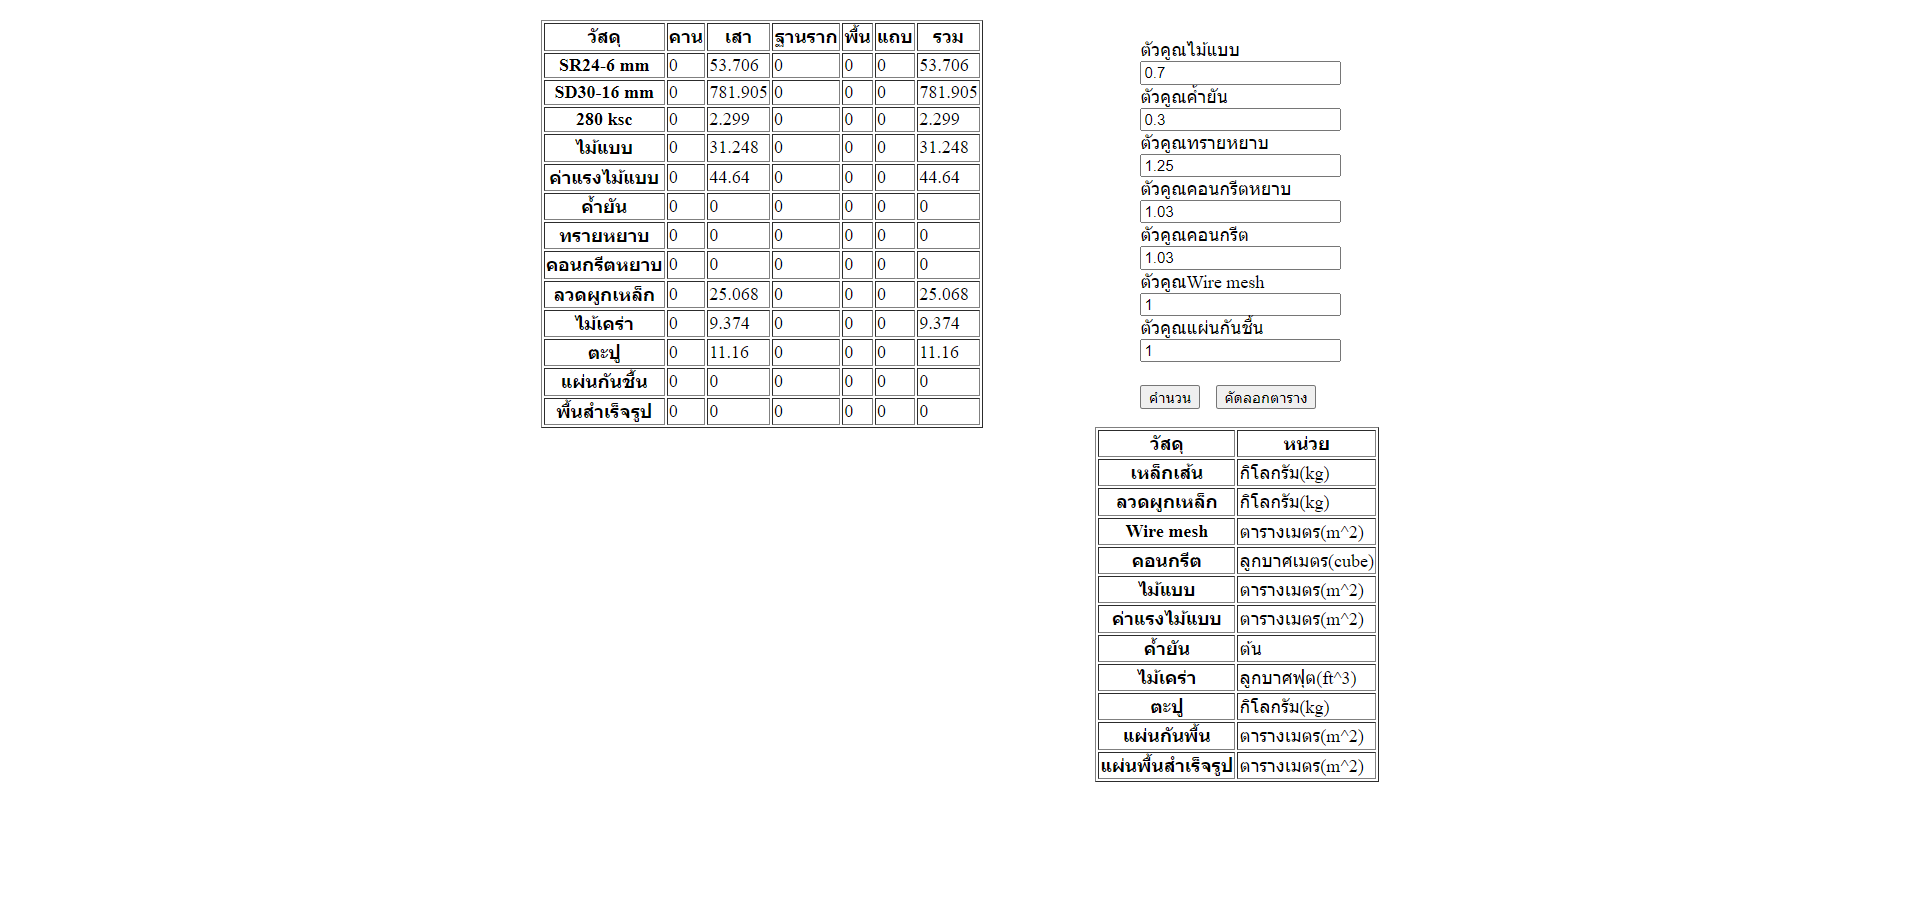 วัสดุ คาน เสา ฐานราก พื้น แถบ รวม
SR24-6 mm 0 53.706 0 0 0 53.706
SD30-16 mm 0 781.905 0 0 0 781.905
280 ksc 0 2.299 0 0 0 2.299
ไม้แบบ 0 31.248 0 0 0 31.248
ค่าแรงไม้แบบ 0 44.64 0 0 0 44.64
ค้ำยัน 0 0 0 0 0 0
ทรายหยาบ 0 0 0 0 0 0
คอนกรีตหยาบ 0 0 0 0 0 0
ลวดผูกเหล็ก 0 25.068 0 0 0 25.068
ไม้เคร่า 0 9.374 0 0 0 9.374
ตะปู 0 11.16 0 0 0 11.16
แผ่นกันชื้น 0 0 0 0 0 0
พื้นสำเร็จรูป 0 0 0 0 0 0
ตัวคูณไม้แบบ
0.7
ตัวคูณค้ำยัน
0.3
ตัวคูณทรายหยาบ
1.25
ตัวคูณคอนกรีตหยาบ
1.03
ตัวคูณคอนกรีต
1.03
ตัวคูณWire mesh
1
ตัวคูณแผ่นกันชื้น
1
คำนวน คัดลอกตาราง
วัสดุ หน่วย
เหล็กเส้น กิโลกรัม(kg)
ลวดผูกเหล็ก กิโลกรัม(kg)
Wire mesh ตารางเมตร(m^2)
คอนกรีต ลูกบาศเมตร(cube)
ไม้แบบ ตารางเมตร(m^2)
ค่าแรงไม้แบบ ตารางเมตร(m^2)
ค้ำยัน ต้น
ไม้เคร่า ลูกบาศฟุต(ft^3)
ตะปู กิโลกรัม(kg)
แผ่นกันพื้น ตารางเมตร(m^2)
แผ่นพื้นสำเร็จรูป ตารางเมตร(m^2)